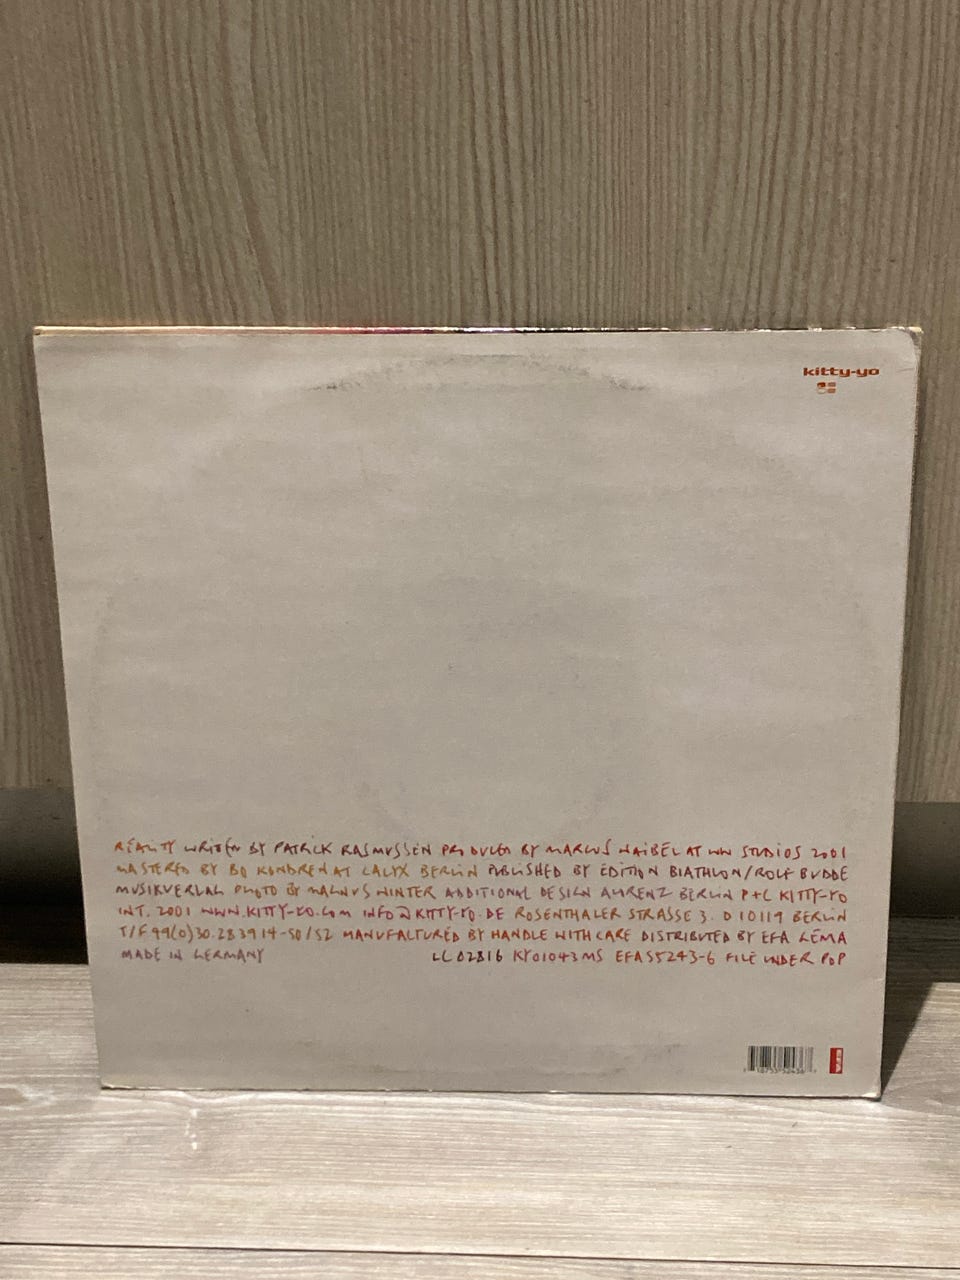 kitty-yo
REALITY WRITTEN BY PATRICK RASMUSSEN PRODUCED BY MARCUS WAIBEL AT WW STUDIOS 2001
MASTERED BY BO KONDREN AT CALYX BERLIN PUBLISHED BY EDITION BIATHLON/ROLF BUDDE
MUSIKVERLAG PHOTO BY MAGNUS WINTER ADDITIONAL DESIGN AHRENZ BERLIN P+C KITTY-YO
INT. 2001 WWW.KITTY-YO.COM INFO@KITTY-YO.DE ROSENTHALER STRASSE 3. D 10119 BERLIN
T/F 49(0)30.283914-50/52 MANUFACTURED BY HANDLE WITH CARE DISTRIBUTED BY EFA GEMA
MADE IN GERMANY LC02816 KY01043MS EFA55243-6 FILE UNDER POP